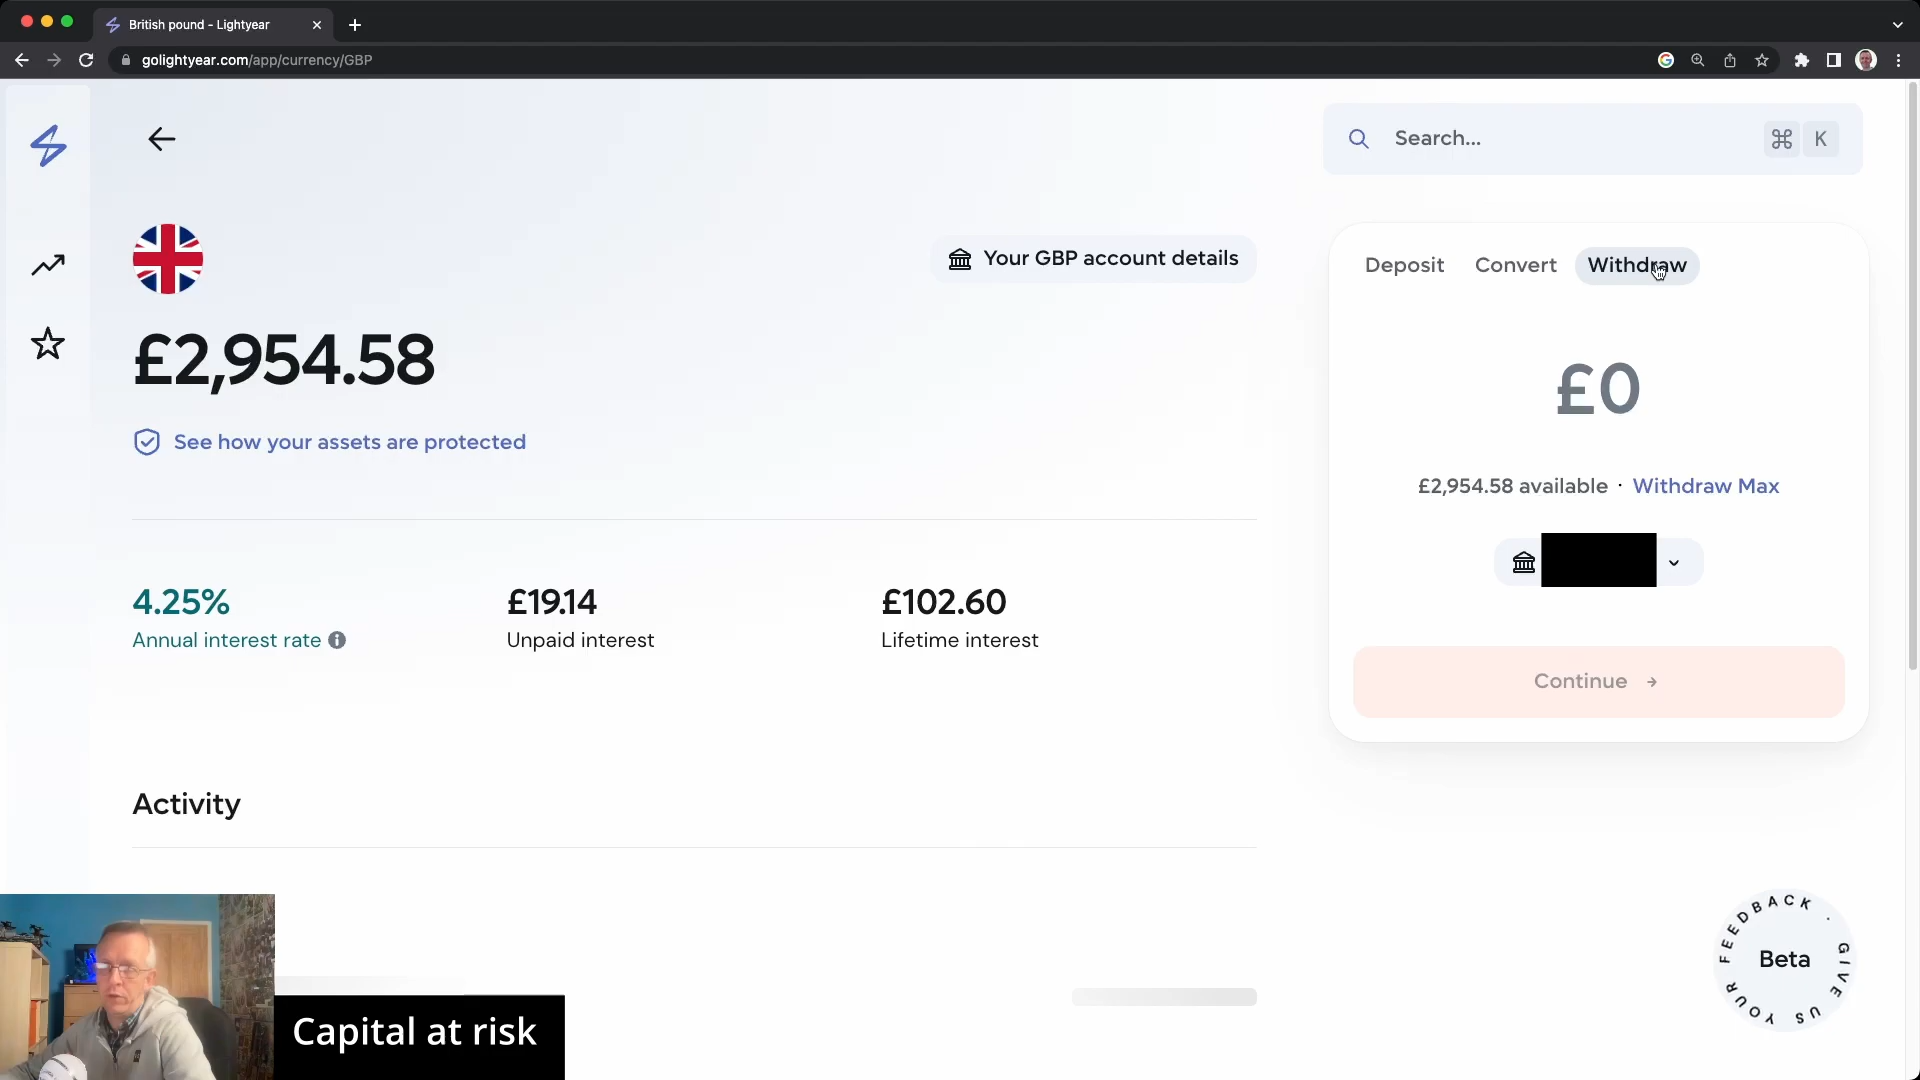 British pound - Lightyear
golightyear.com/app/currency/GBP
Search...
⌘ K
Your GBP account details
Deposit Convert Withdraw
£2,954.58
£0
See how your assets are protected
£2,954.58 available · Withdraw Max
4.25%
Annual interest rate
£19.14
Unpaid interest
£102.60
Lifetime interest
Continue →
Activity
Beta
GIVE US YOUR FEEDBACK ·
Capital at risk